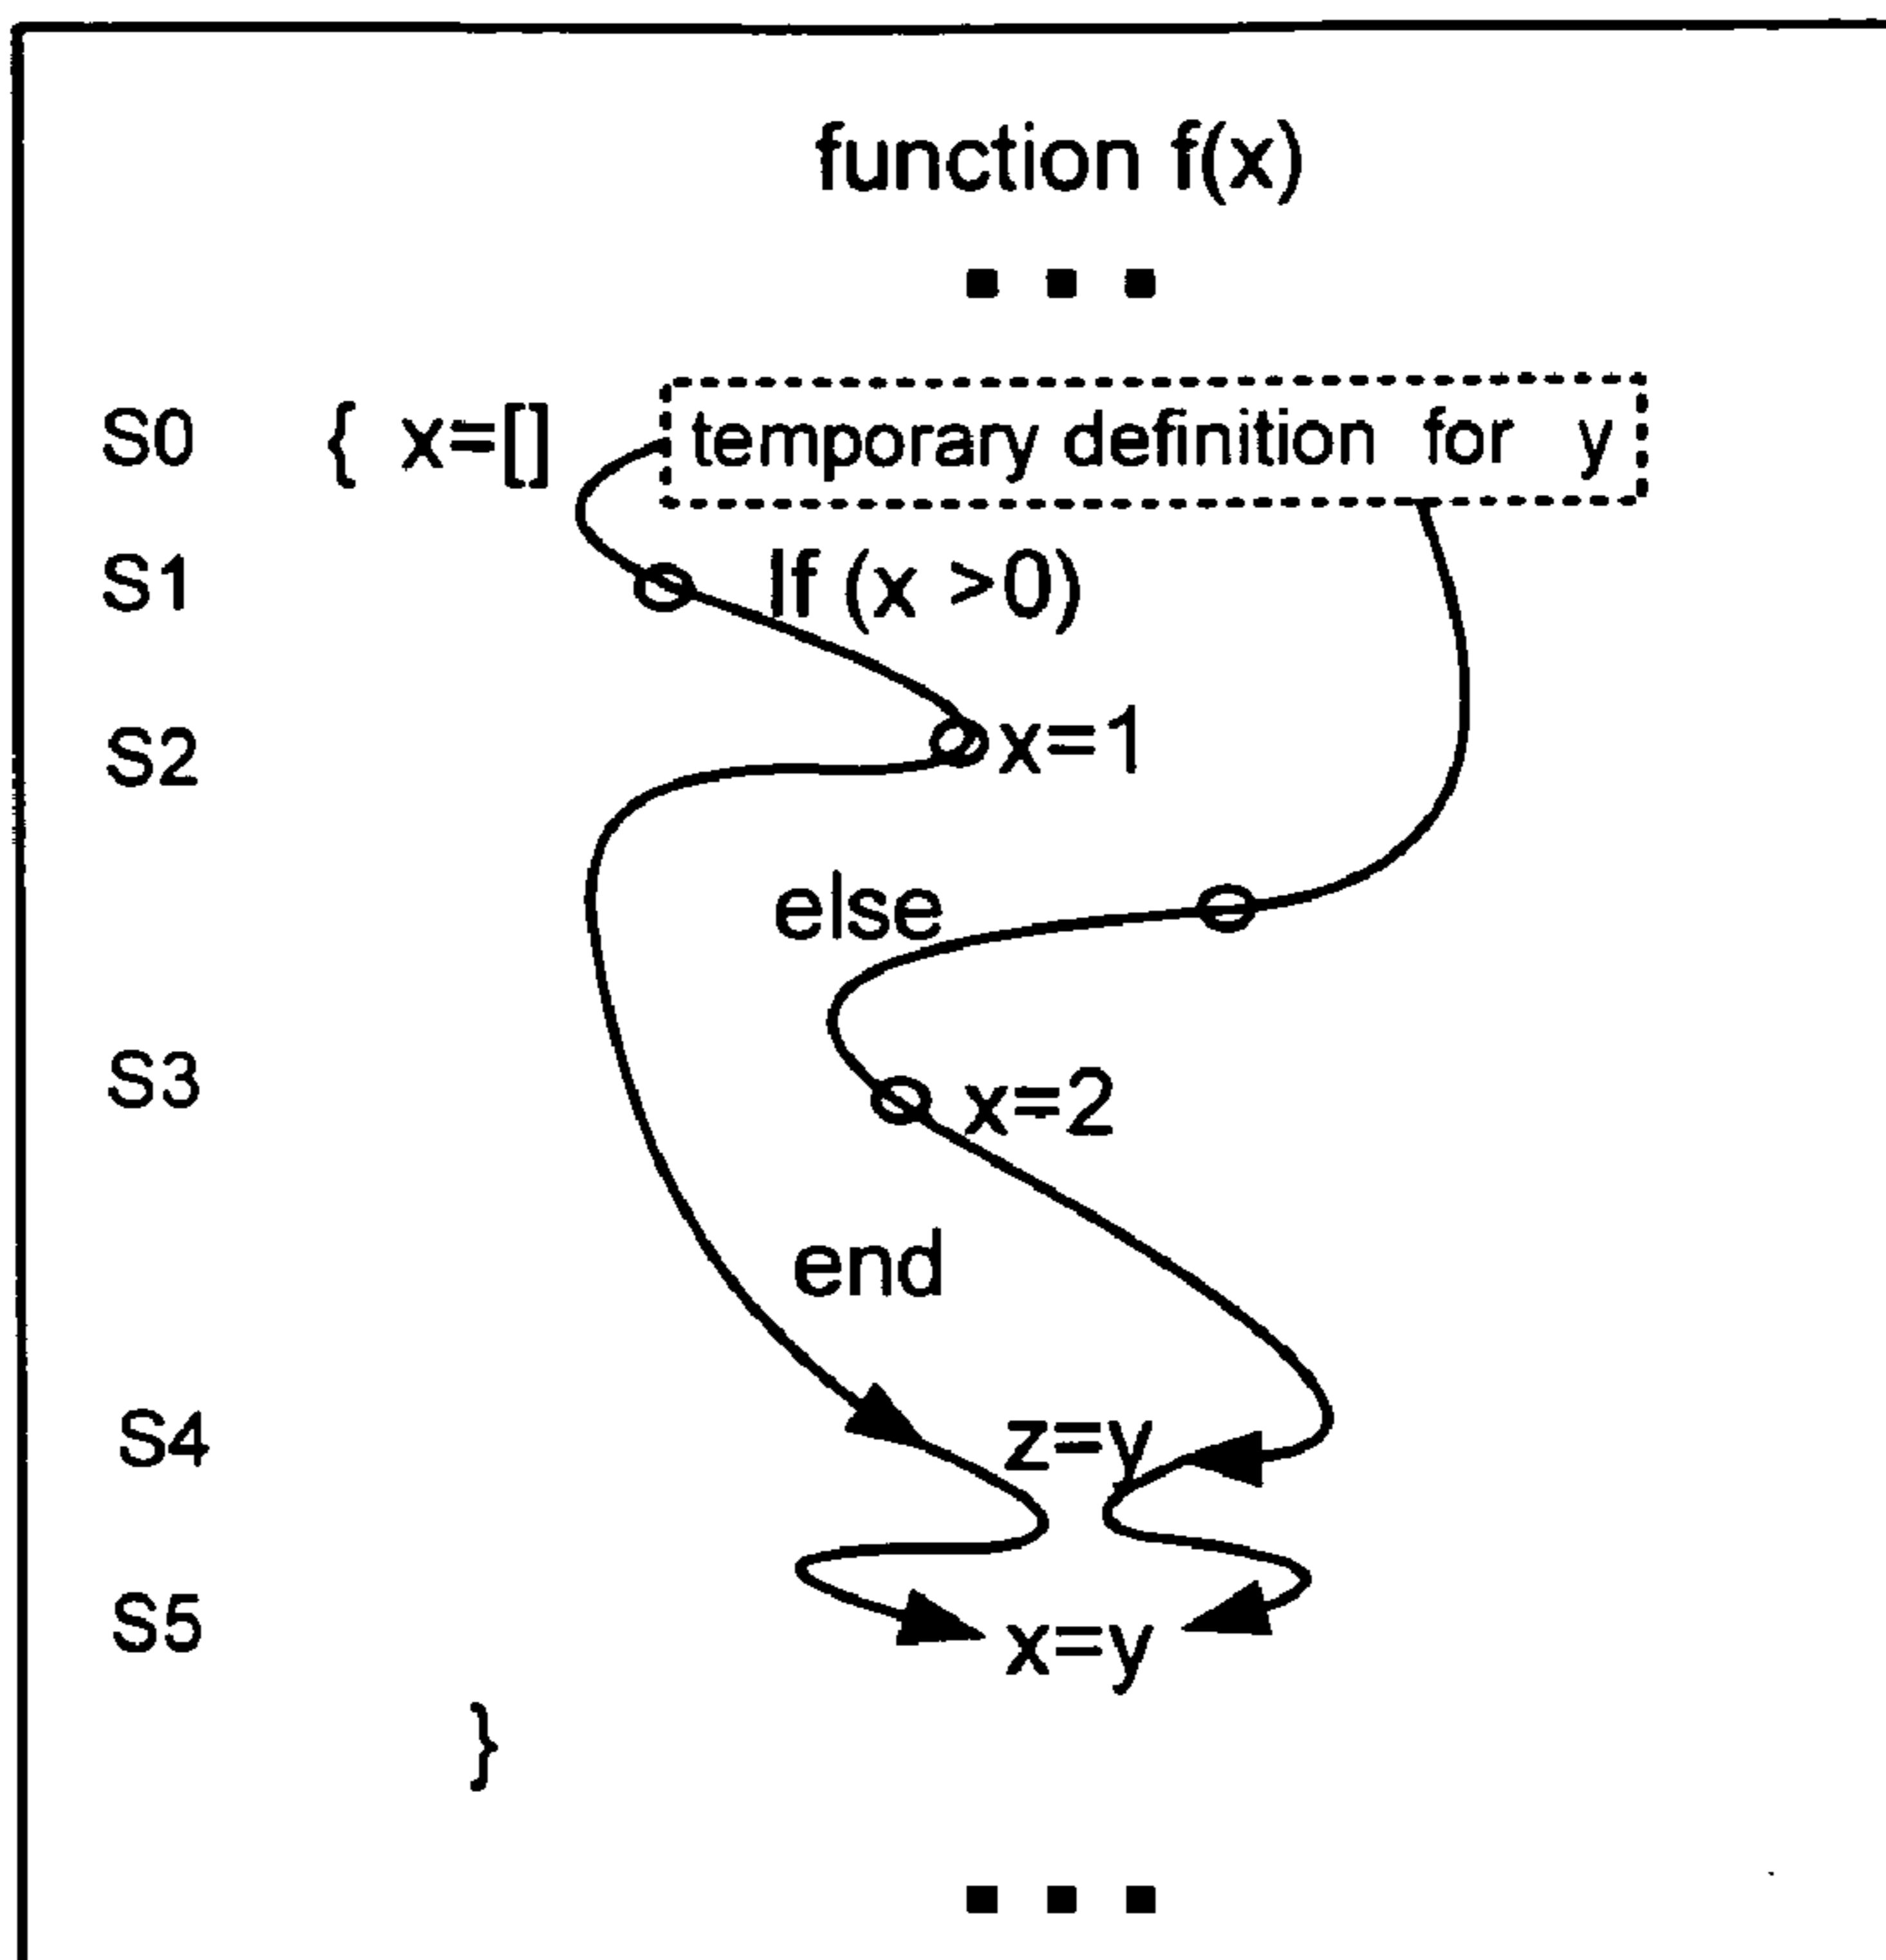 function f(x)
S0 { x=[] temporary definition for y
S1 If (x >0)
S2 x=1
else
S3 x=2
end
S4 z=y
S5 x=y
}